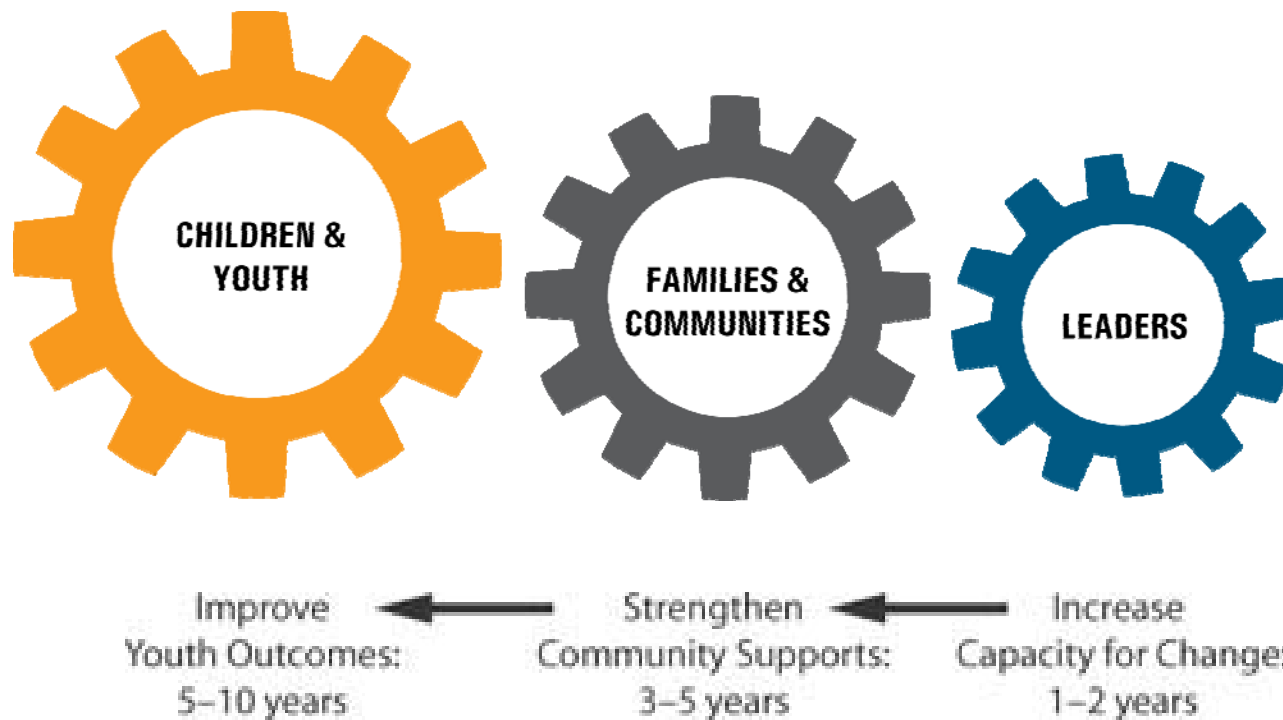 CHILDREN &
YOUTH
FAMILIES &
COMMUNITIES
LEADERS
Improve
Youth Outcomes:
5–10 years
Strengthen
Community Supports:
3–5 years
Increase
Capacity for Change:
1–2 years